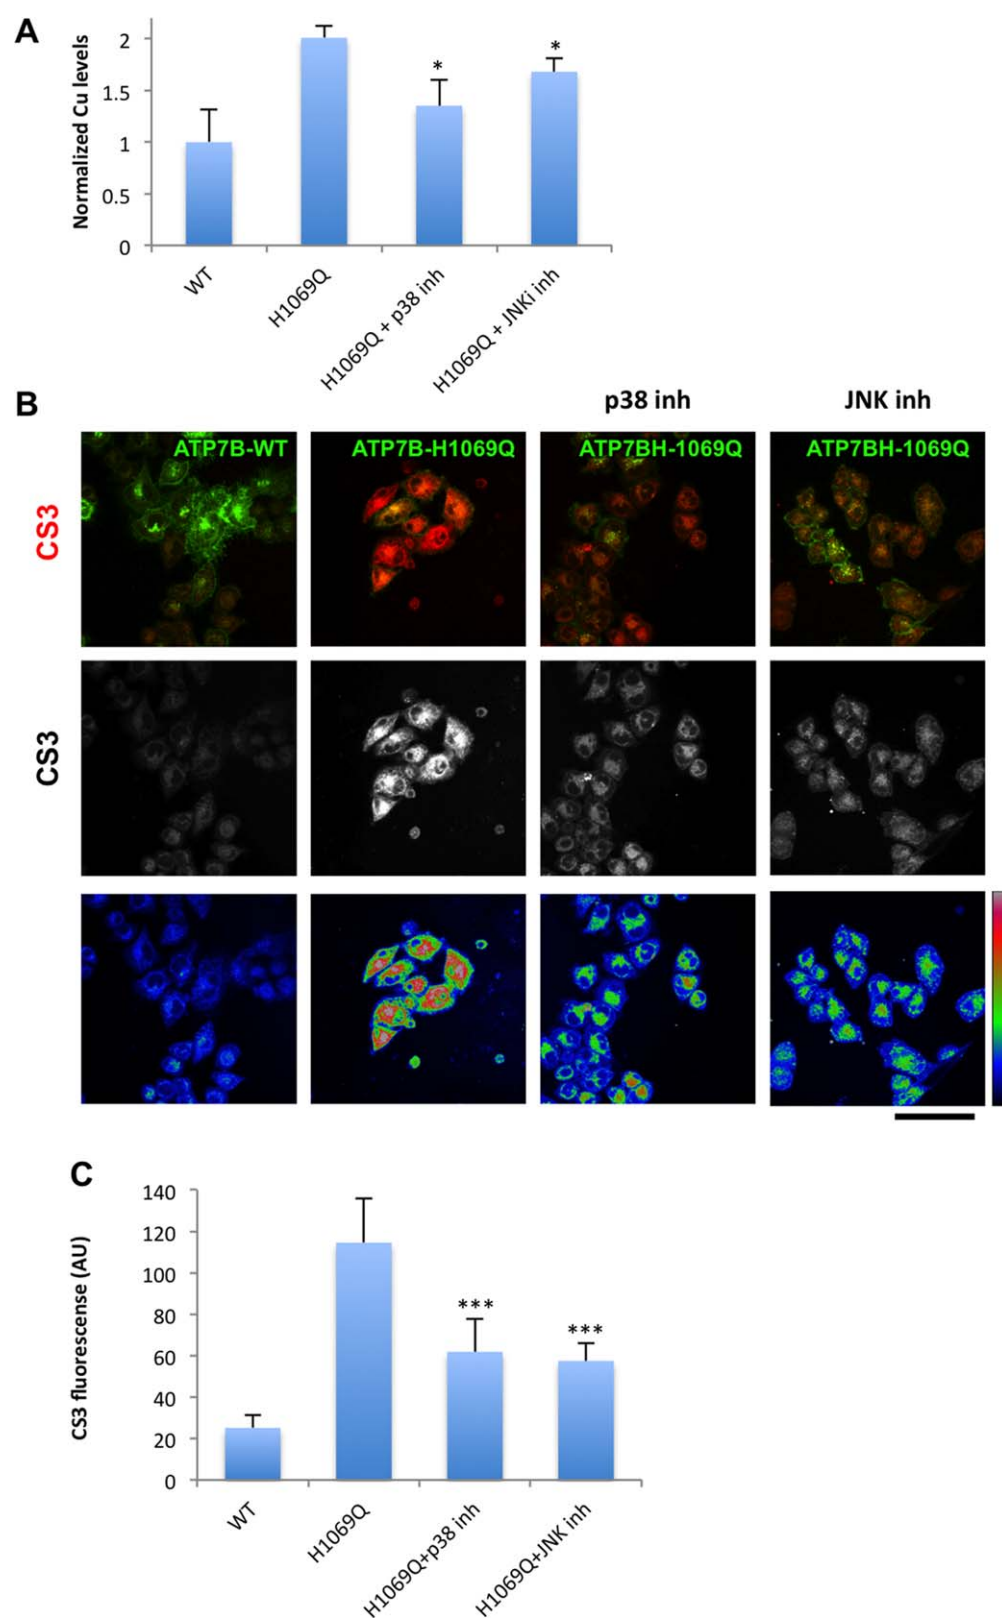 A
Normalized Cu levels
2
1.5
1
0.5
0
*
*
WT
H1069Q
H1069Q + p38 inh
H1069Q + JNKi inh
B
p38 inh
JNK inh
CS3
ATP7B-WT
ATP7B-H1069Q
ATP7BH-1069Q
ATP7BH-1069Q
CS3
C
CS3 fluorescense (AU)
140
120
100
80
60
40
20
0
***
***
WT
H1069Q
H1069Q+p38 inh
H1069Q+JNK inh